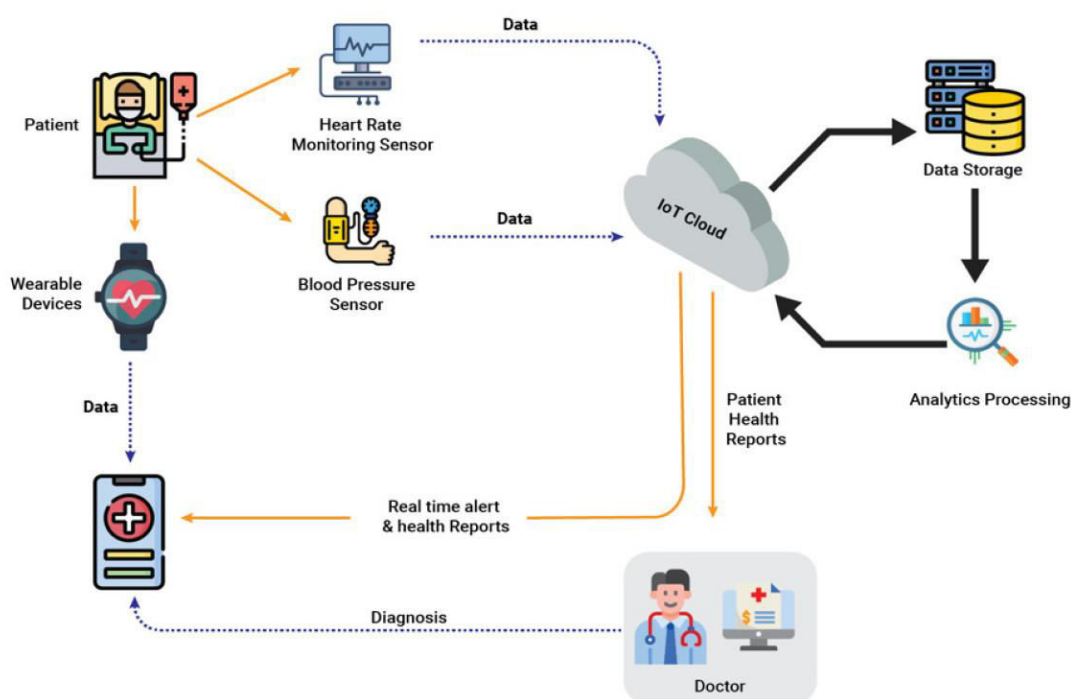 Data
Patient
Heart Rate
Monitoring Sensor
Data Storage
IoT Cloud
Data
Wearable
Devices
Blood Pressure
Sensor
Analytics Processing
Data
Patient
Health
Reports
Real time alert
& health Reports
Diagnosis
$
Doctor